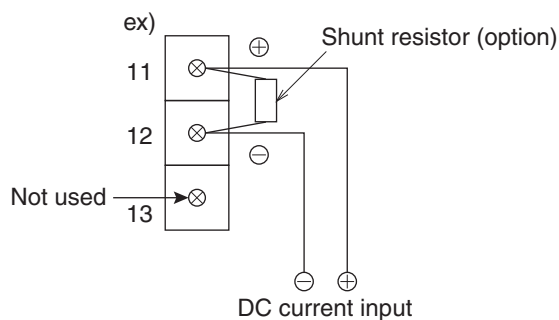 ex)
Shunt resistor (option)
11
12
Not used
13
DC current input